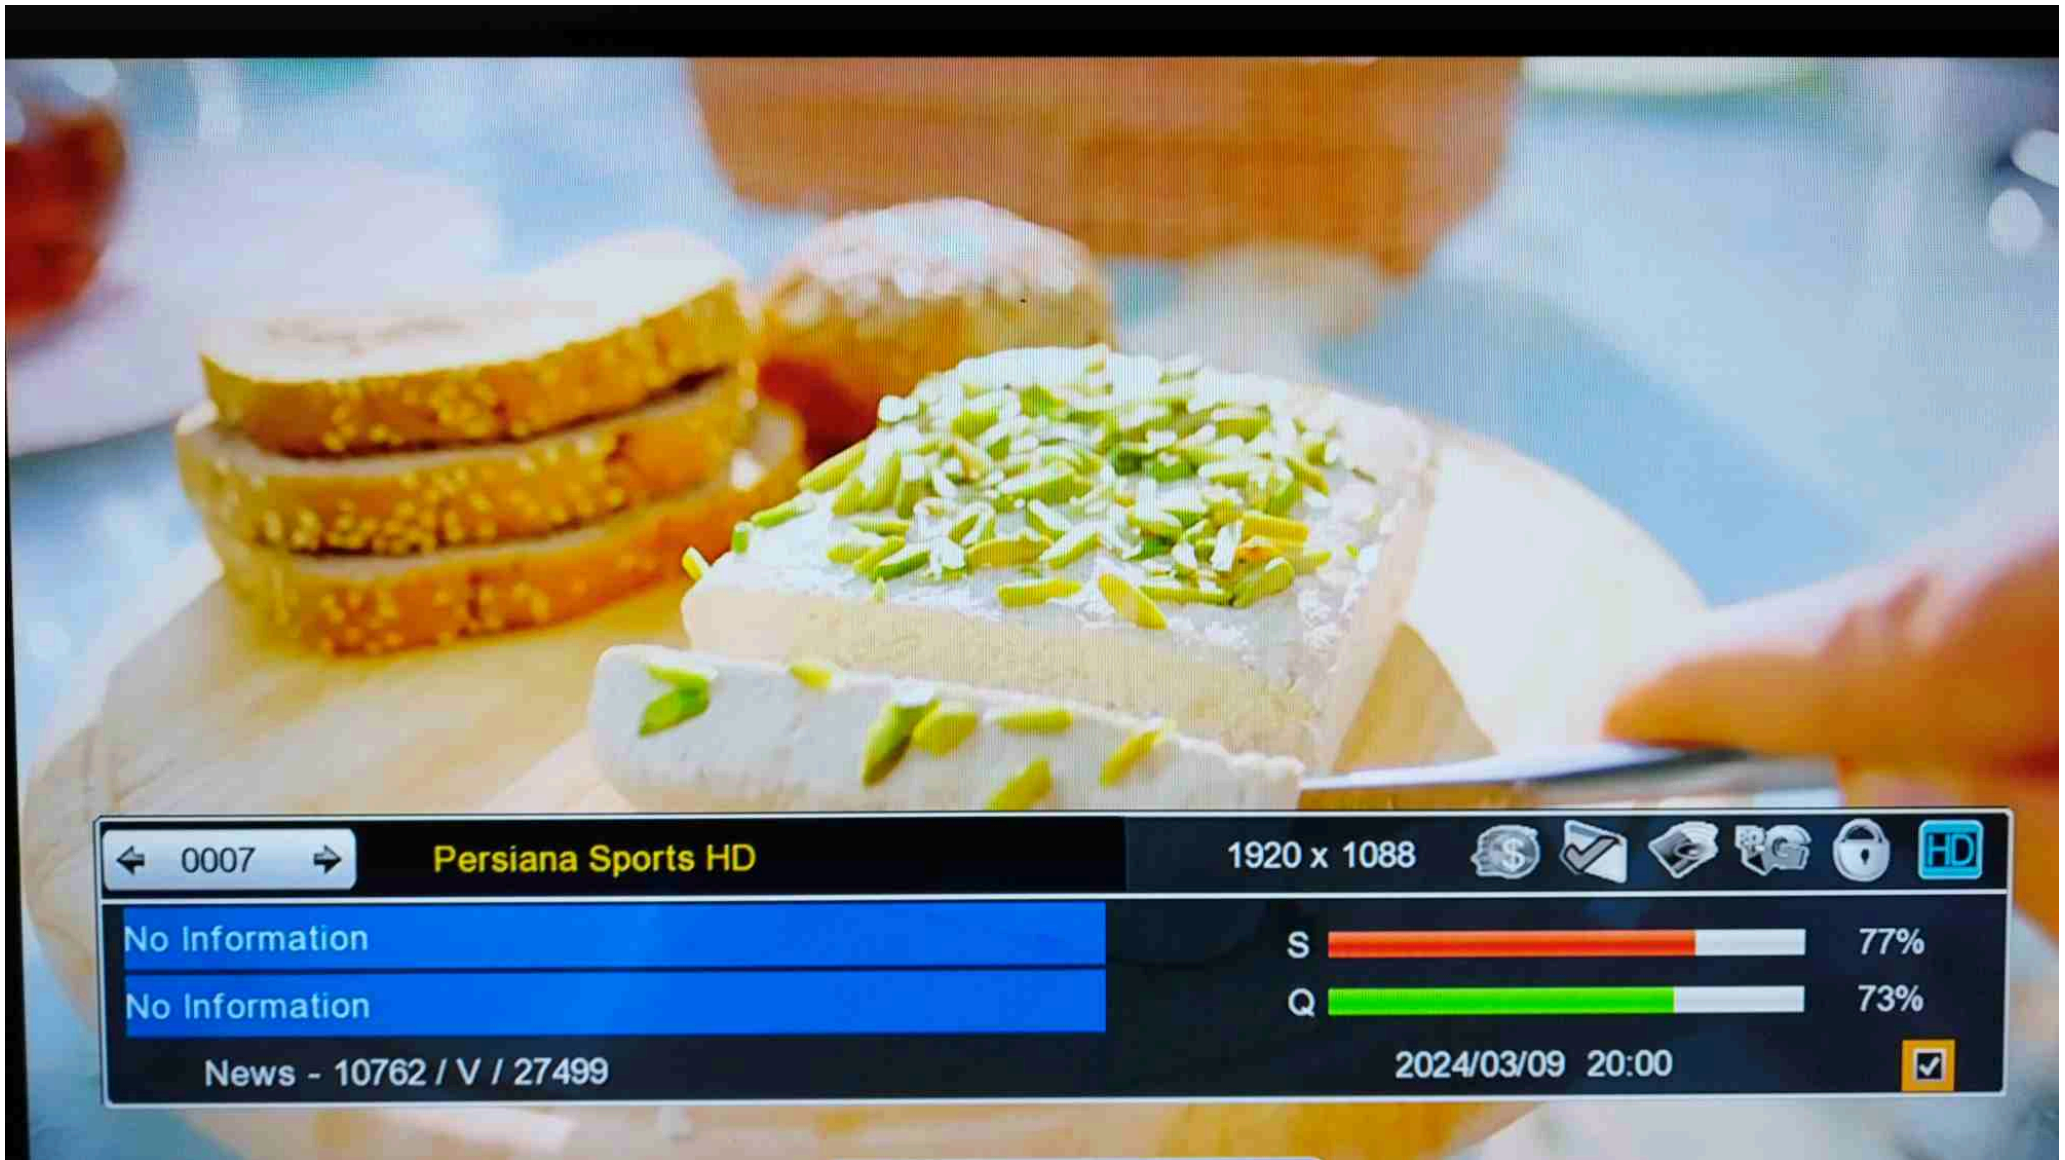 0007 Persiana Sports HD 1920 x 1088 $ G HD
No Information
S 77%
No Information
Q 73%
News - 10762 / V / 27499 2024/03/09 20:00